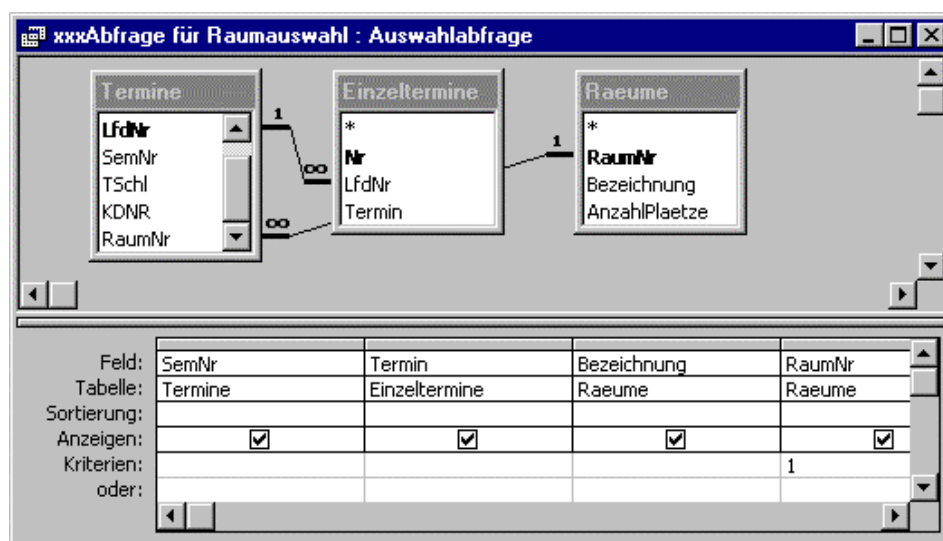 xxxAbfrage für Raumauswahl : Auswahlabfrage
Termine
LfdNr
SemNr
TSchl
KDNR
RaumNr
1
∞
∞
Einzeltermine
*
Nr
LfdNr
Termin
1
Raeume
*
RaumNr
Bezeichnung
AnzahlPlaetze
Feld: SemNr Termin Bezeichnung RaumNr
Tabelle: Termine Einzeltermine Raeume Raeume
Sortierung:
Anzeigen:
Kriterien: 1
oder: